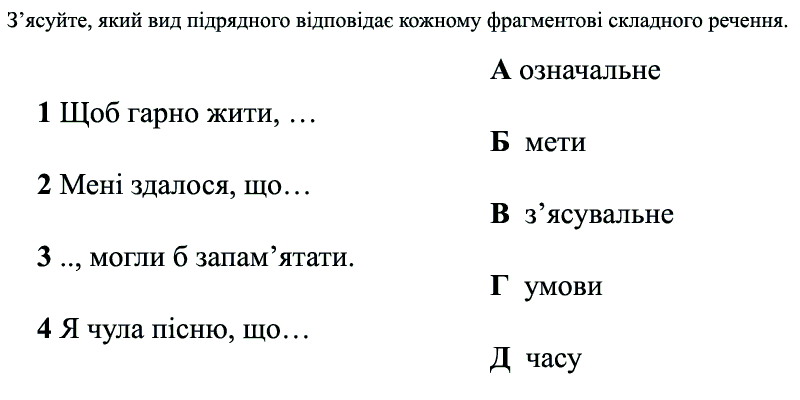 З’ясуйте, який вид підрядного відповідає кожному фрагментові складного речення.
1 Щоб гарно жити, …
2 Мені здалося, що…
3 .., могли б запам’ятати.
4 Я чула пісню, що…
А означальне
Б мети
В з’ясувальне
Г умови
Д часу